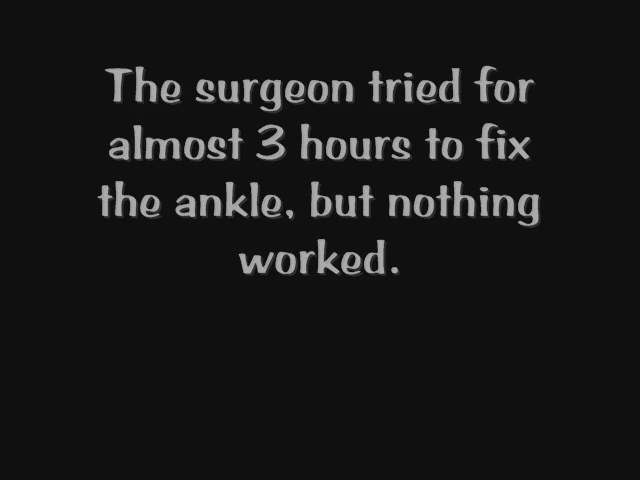 The surgeon tried for
almost 3 hours to fix
the ankle, but nothing
worked.